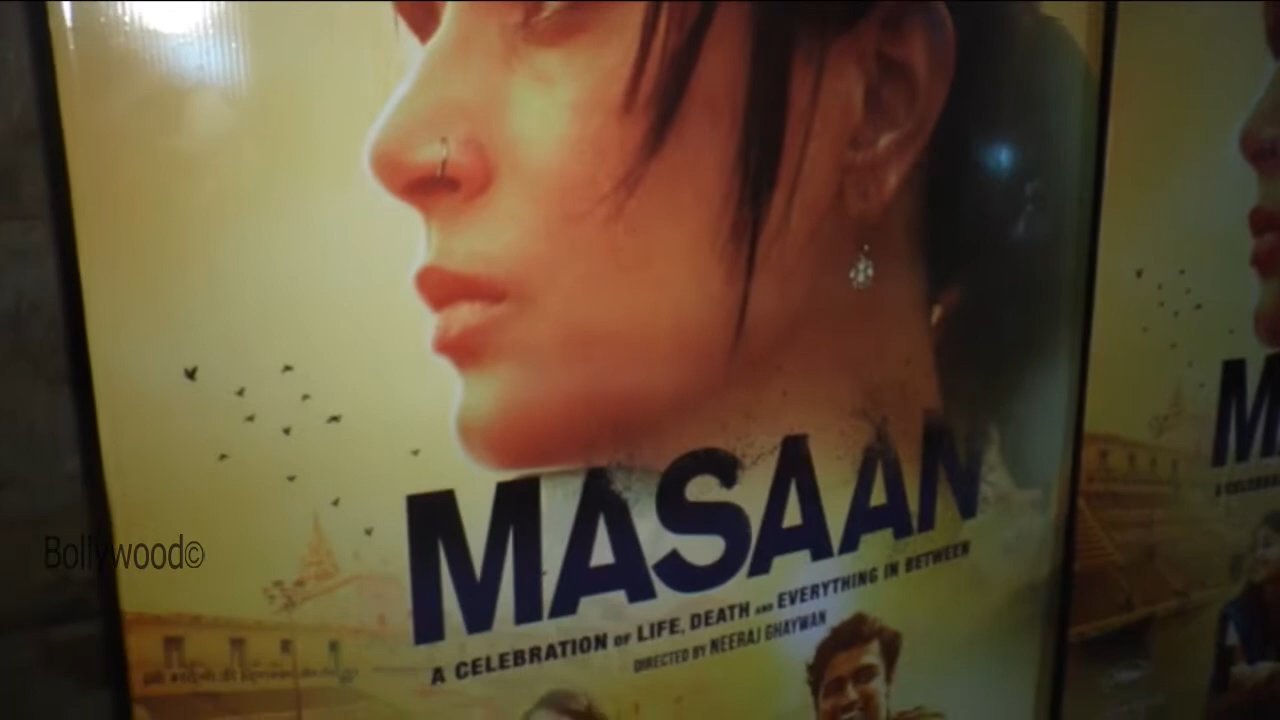 MASAAN
A CELEBRATION OF LIFE, DEATH AND EVERYTHING IN BETWEEN
DIRECTED BY NEERAJ GHAYWAN
Bollywood©
M